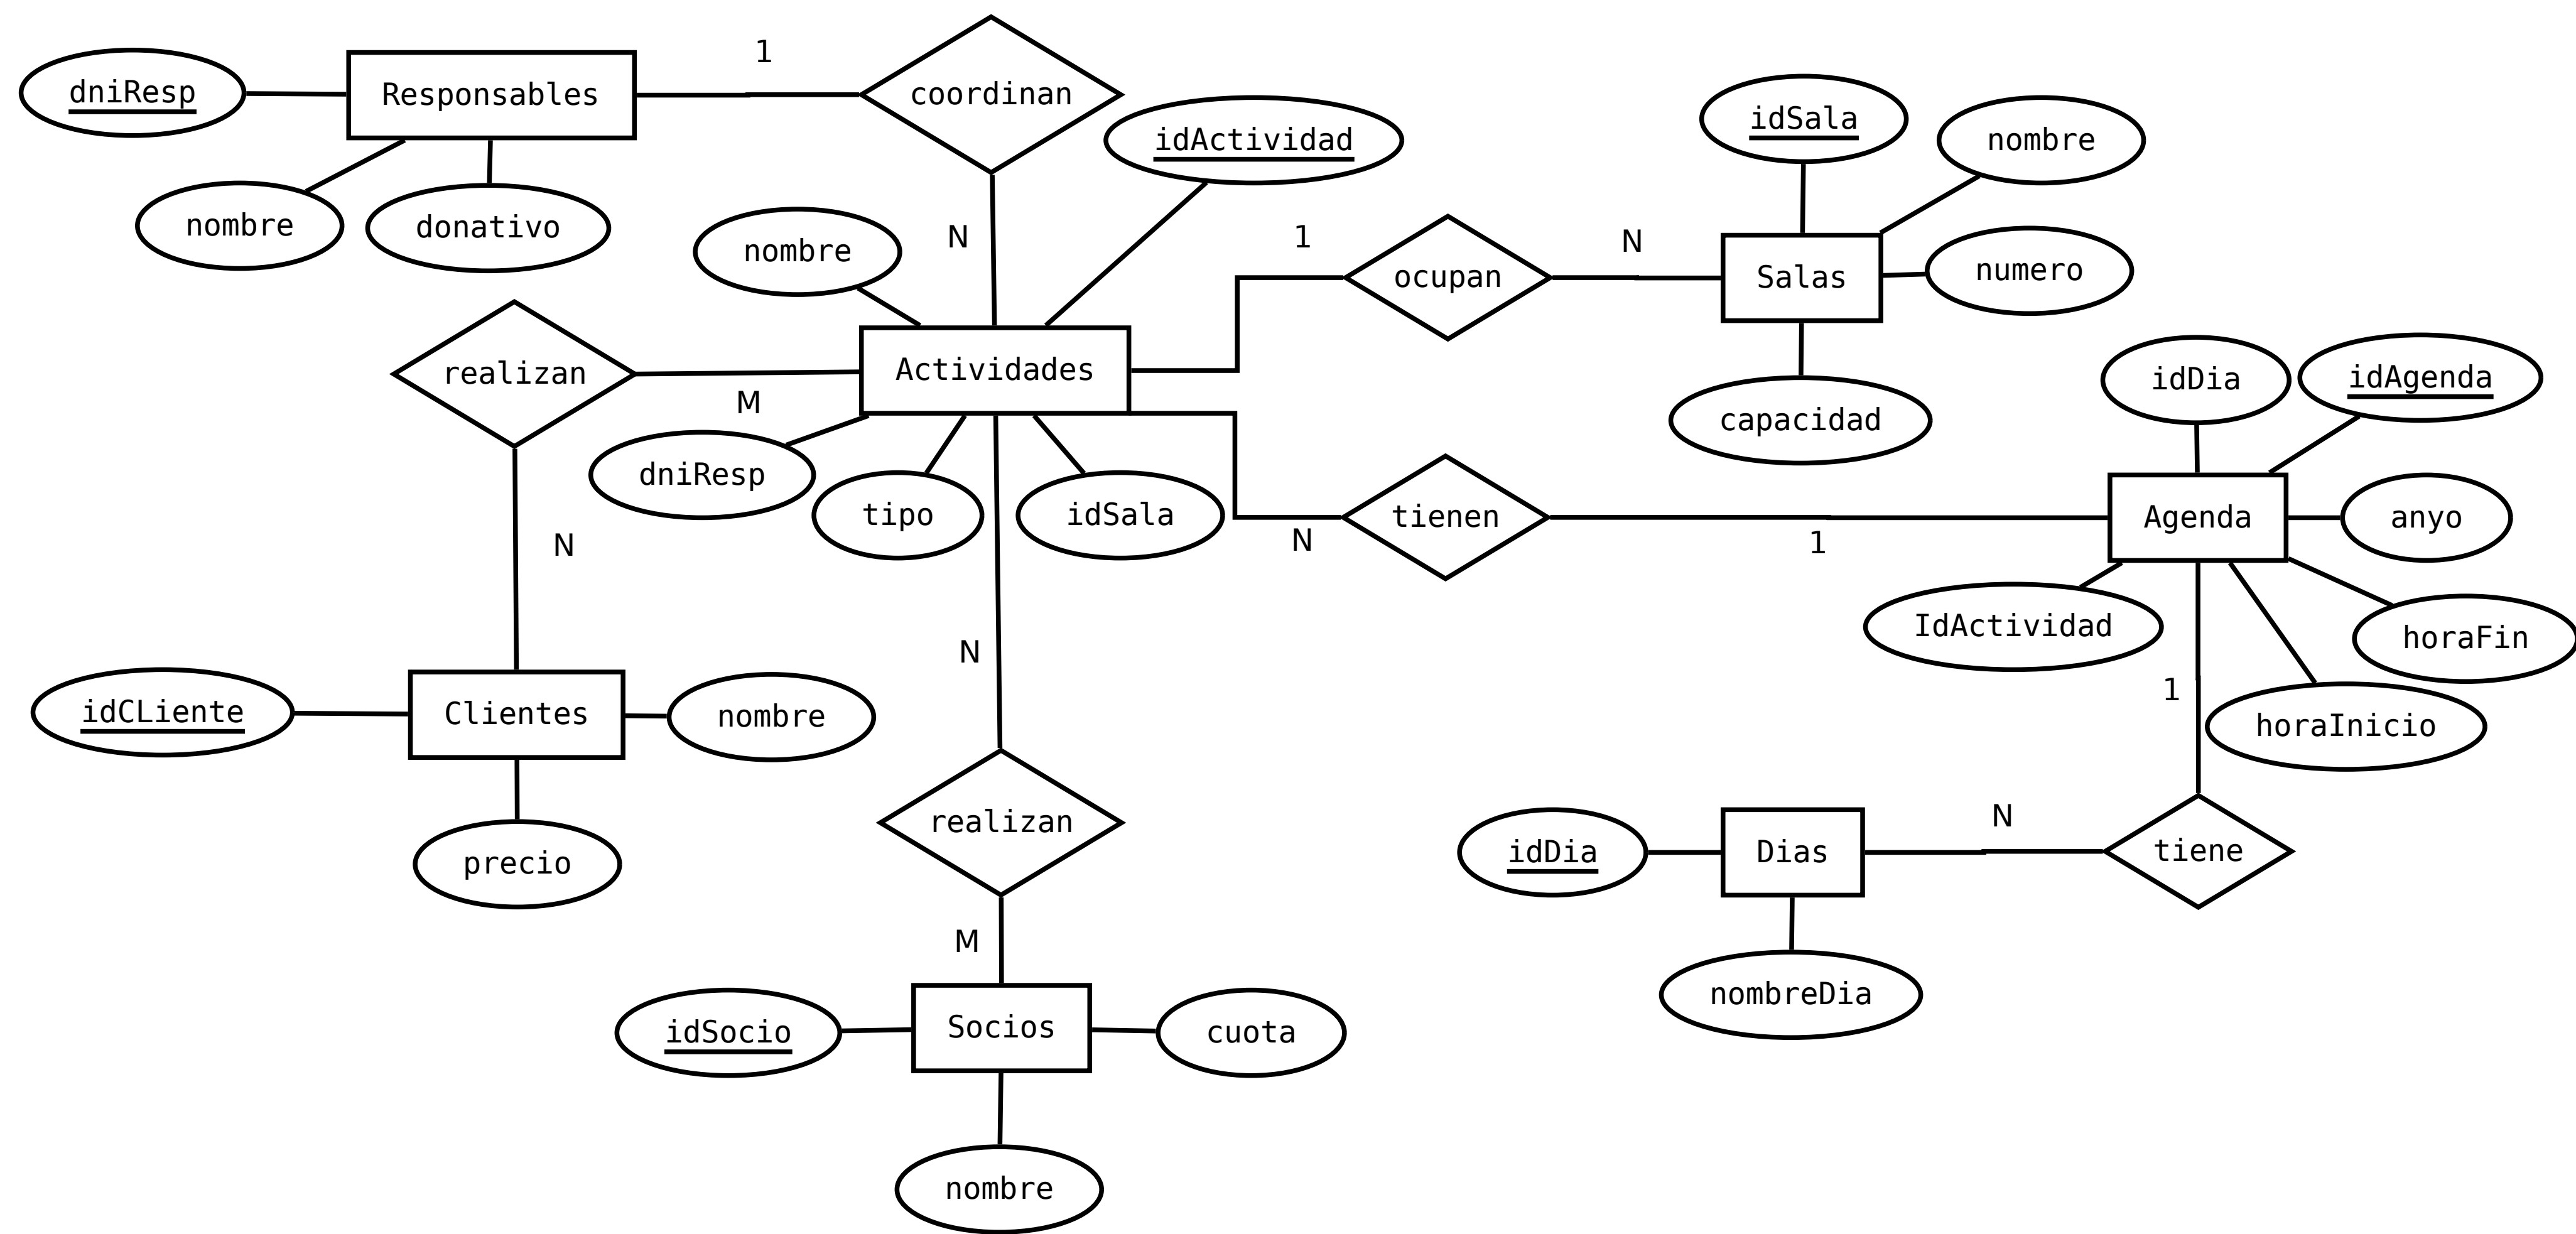 dniResp
Responsables
1
coordinan
nombre
donativo
idActividad
idSala
nombre
nombre
N
1
ocupan
N
Salas
numero
realizan
M
Actividades
capacidad
idDia
idAgenda
dniResp
tipo
idSala
N
tienen
1
Agenda
anyo
N
IdActividad
horaFin
N
1
horaInicio
idCLiente
Clientes
nombre
precio
realizan
idDia
Dias
N
tiene
M
nombreDia
idSocio
Socios
cuota
nombre